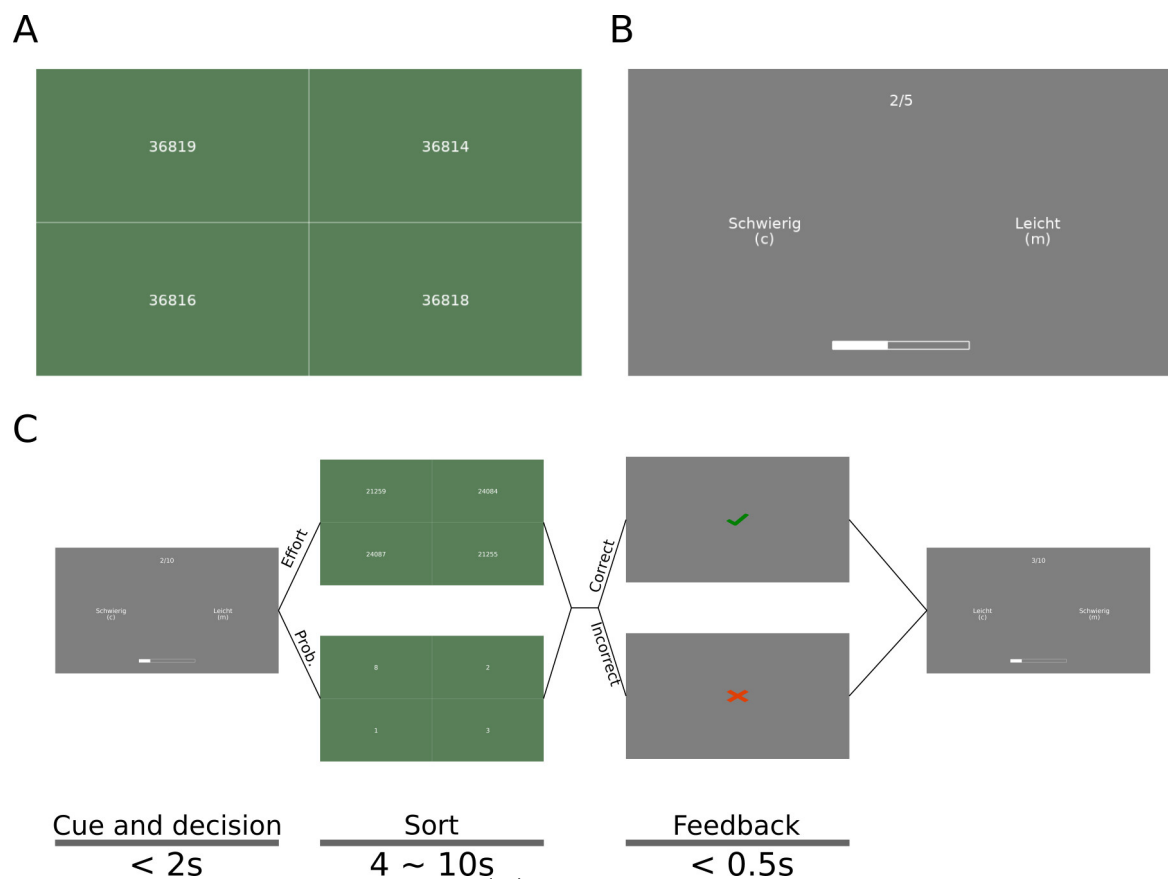 A
B
36819
36814
36816
36818
2/5
Schwierig
(c)
Leicht
(m)
C
2/10
Schwierig
(c)
Leicht
(m)
Effort
Prob.
21259
24084
24087
21255
8
2
1
3
Correct
Incorrect
3/10
Leicht
(c)
Schwierig
(m)
Cue and decision
Sort
Feedback
< 2s
4 ~ 10s
< 0.5s